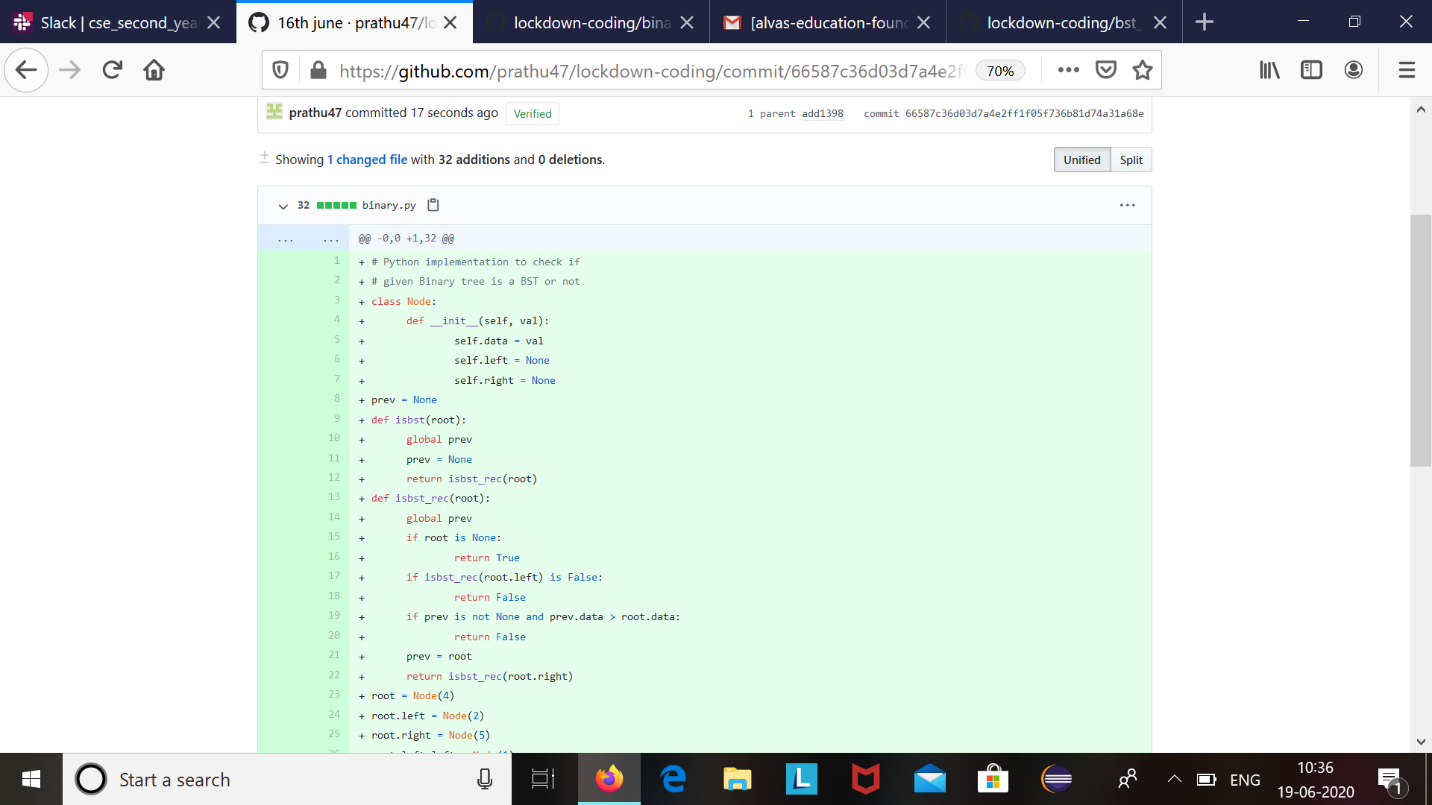 Slack | cse_second_yea
16th june · prathu47/lo
lockdown-coding/bina
[alvas-education-foun
lockdown-coding/bst_
https://github.com/prathu47/lockdown-coding/commit/66587c36d03d7a4e2f
70%
prathu47 committed 17 seconds ago
Verified
1 parent add1398
commit 66587c36d03d7a4e2ff1f05f736b81d74a31a68e
Showing 1 changed file with 32 additions and 0 deletions.
Unified
Split
32
binary.py
... ... @@ -0,0 +1,32 @@
1 + # Python implementation to check if
2 + # given Binary tree is a BST or not
3 + class Node:
4 + def __init__(self, val):
5 + self.data = val
6 + self.left = None
7 + self.right = None
8 + prev = None
9 + def isbst(root):
10 + global prev
11 + prev = None
12 + return isbst_rec(root)
13 + def isbst_rec(root):
14 + global prev
15 + if root is None:
16 + return True
17 + if isbst_rec(root.left) is False:
18 + return False
19 + if prev is not None and prev.data > root.data:
20 + return False
21 + prev = root
22 + return isbst_rec(root.right)
23 + root = Node(4)
24 + root.left = Node(2)
25 + root.right = Node(5)
L
Start a search
ENG
10:36
19-06-2020
1